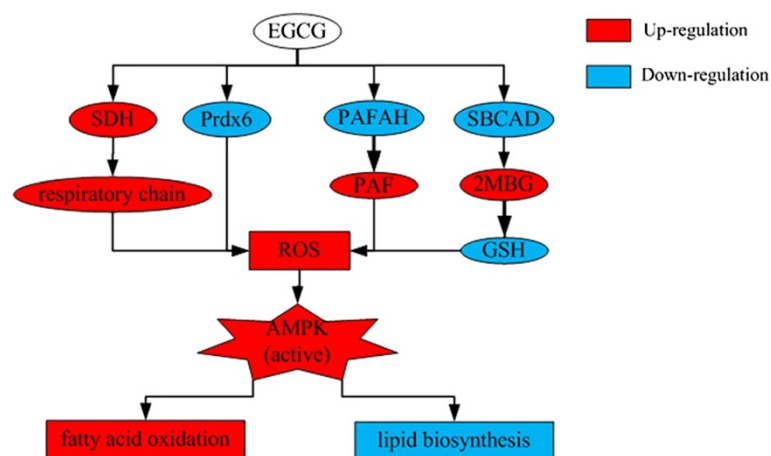 EGCG
Up-regulation
Down-regulation
SDH
Prdx6
PAFAH
SBCAD
respiratory chain
PAF
2MBG
ROS
GSH
AMPK
(active)
fatty acid oxidation
lipid biosynthesis